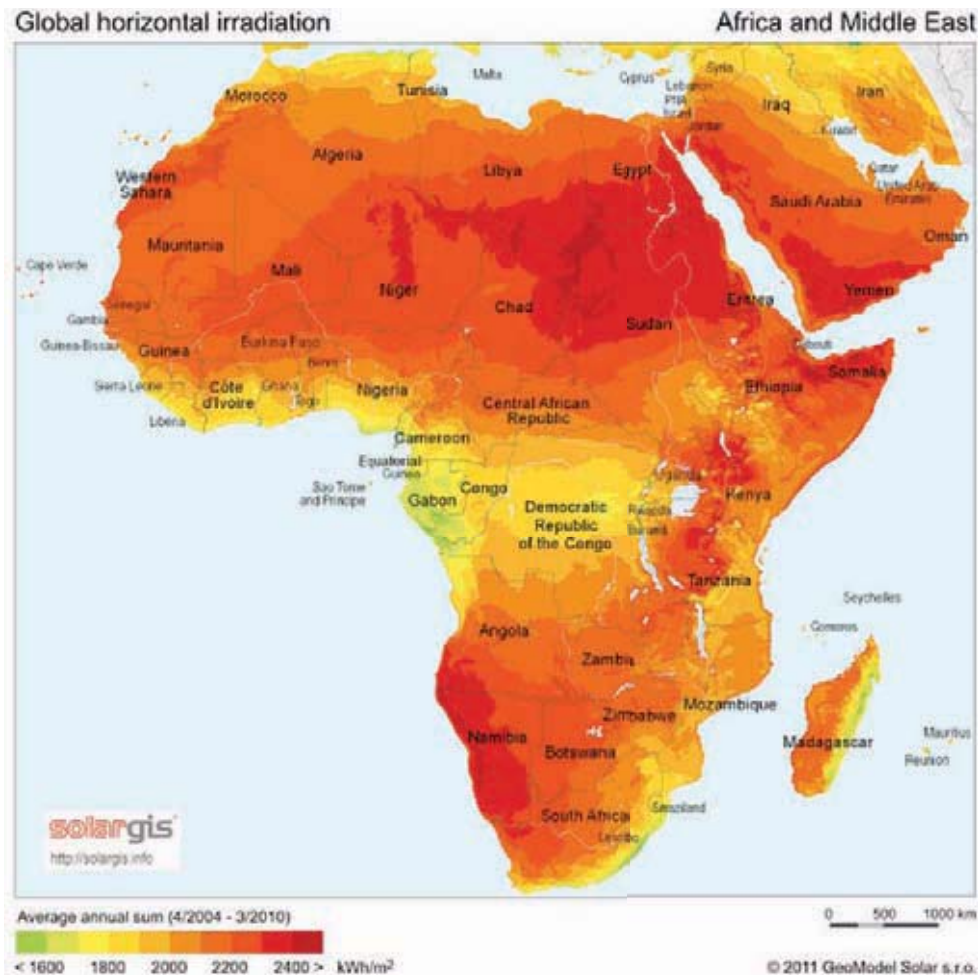 Global horizontal irradiation
Africa and Middle East
Malta
Cyprus
Syria
Lebanon
PNA
Israel
Jordan
Iraq
Iran
Kuwait
Qatar
United Arab
Emirates
Morocco
Tunisia
Algeria
Libya
Egypt
Western
Sahara
Saudi Arabia
Oman
Mauritania
Mali
Niger
Chad
Sudan
Eritrea
Yemen
Cape Verde
Senegal
Gambia
Guinea-Bissau
Guinea
Burkina Faso
Benin
Djibouti
Somalia
Ethiopia
Sierra Leone
Côte
d'Ivoire
Ghana
Togo
Nigeria
Central African
Republic
Liberia
Cameroon
Equatorial
Guinea
Sao Tome
and Principe
Gabon
Congo
Democratic
Republic
of the Congo
Uganda
Kenya
Rwanda
Burundi
Tanzania
Seychelles
Comoros
Angola
Zambia
Mozambique
Zimbabwe
Namibia
Botswana
Madagascar
Mauritius
Reunion
South Africa
Swaziland
Lesotho
solargis
http://solargis.info
Average annual sum (4/2004 - 3/2010)
< 1600 1800 2000 2200 2400 > kWh/m²
0 500 1000 km
© 2011 GeoModel Solar s.r.o.